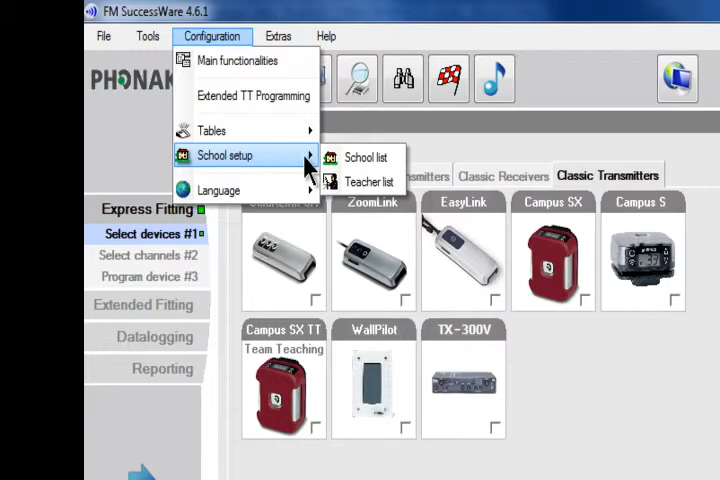 FM SuccessWare 4.6.1
File Tools Configuration Extras Help
PHONAK
Main functionalities
Extended TT Programming
Tables
School setup
Language
School list
Teacher list
Classic Receivers
Classic Transmitters
Express Fitting
Select devices #1
Select channels #2
Program device #3
Extended Fitting
Datalogging
Reporting
ZoomLink
EasyLink
Campus SX
Campus S
Campus SX TT
Team Teaching
WallPilot
TX-300V